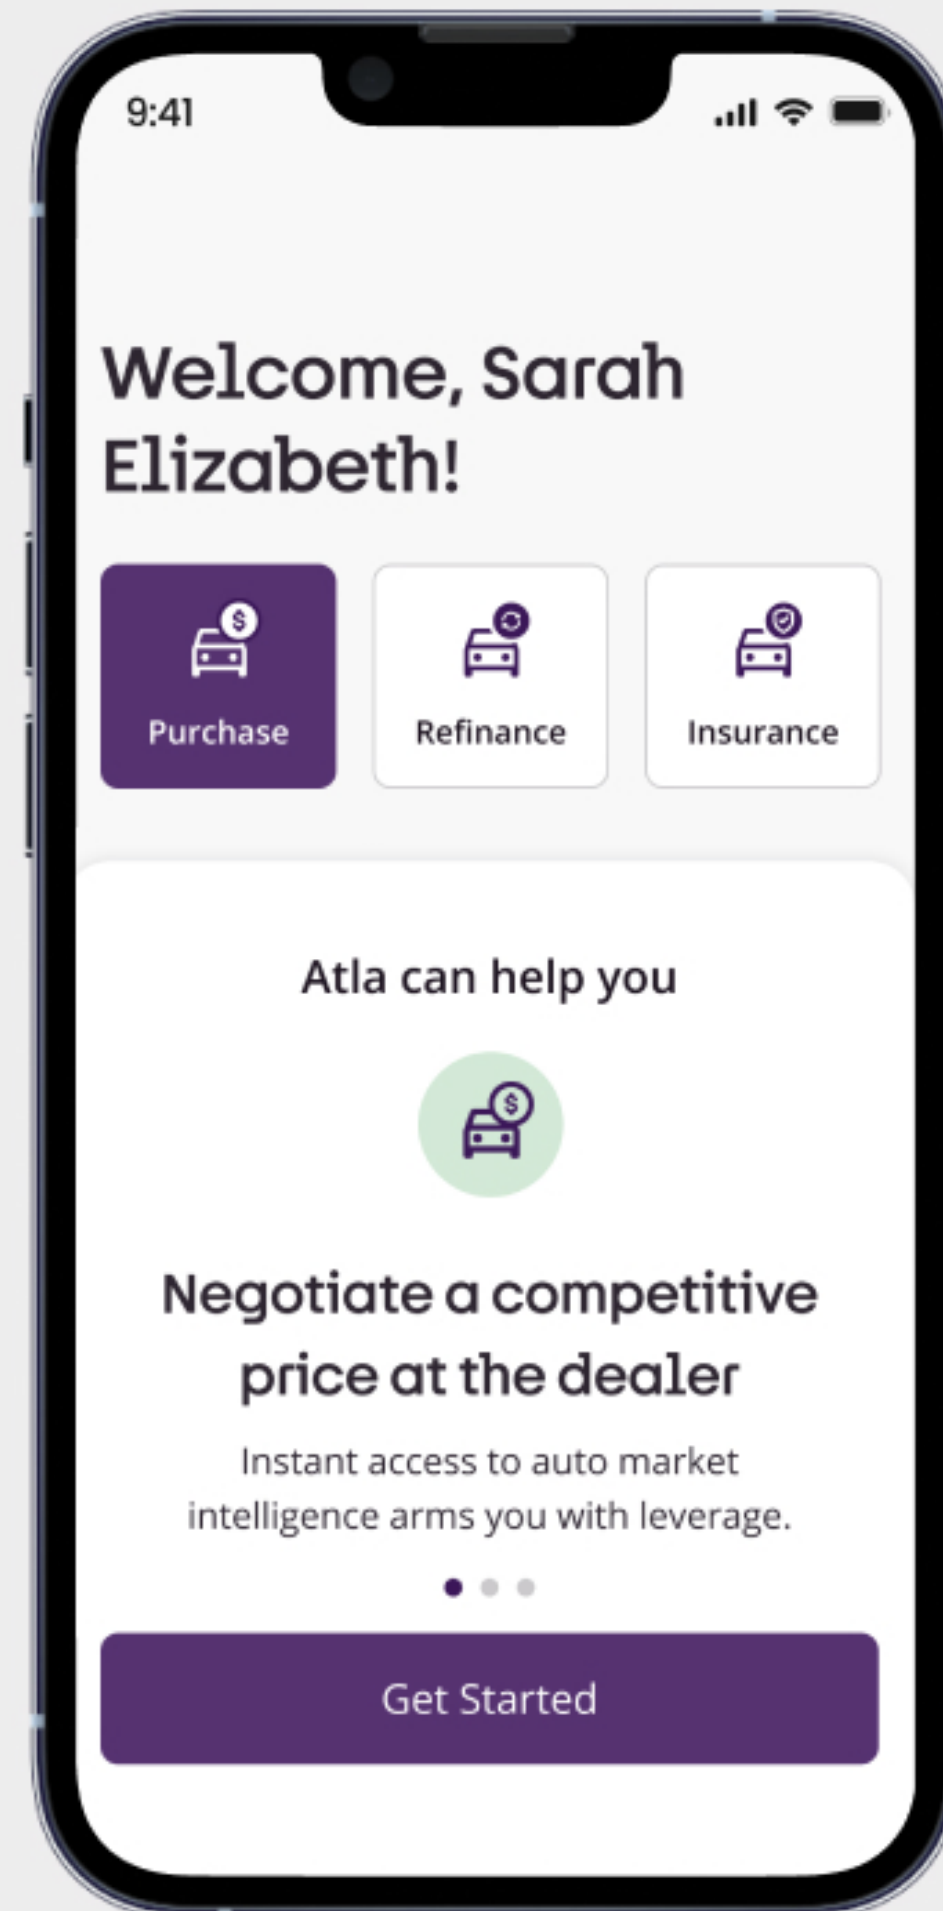 9:41
Welcome, Sarah
Elizabeth!
Purchase Refinance Insurance
Atla can help you
$
Negotiate a competitive
price at the dealer
Instant access to auto market
intelligence arms you with leverage.
Get Started